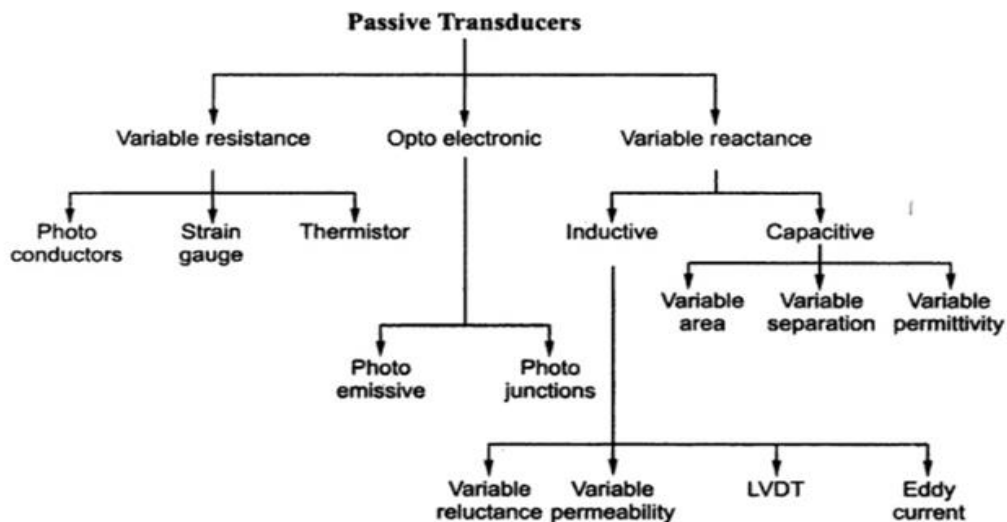 Passive Transducers
Variable resistance
Opto electronic
Variable reactance
Photo
conductors
Strain
gauge
Thermistor
Inductive
Capacitive
Variable
area
Variable
separation
Variable
permittivity
Photo
emissive
Photo
junctions
Variable
reluctance
Variable
permeability
LVDT
Eddy
current